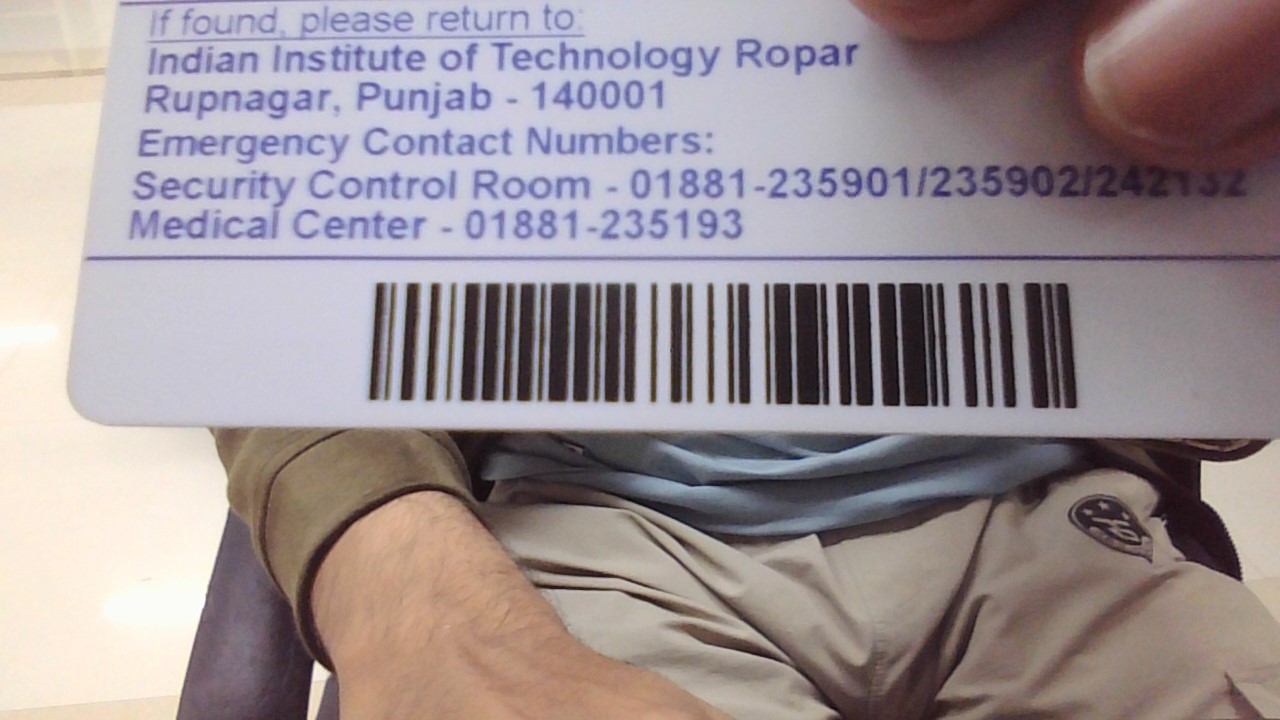 If found, please return to:
Indian Institute of Technology Ropar
Rupnagar, Punjab - 140001
Emergency Contact Numbers:
Security Control Room - 01881-235901/235902/242132
Medical Center - 01881-235193